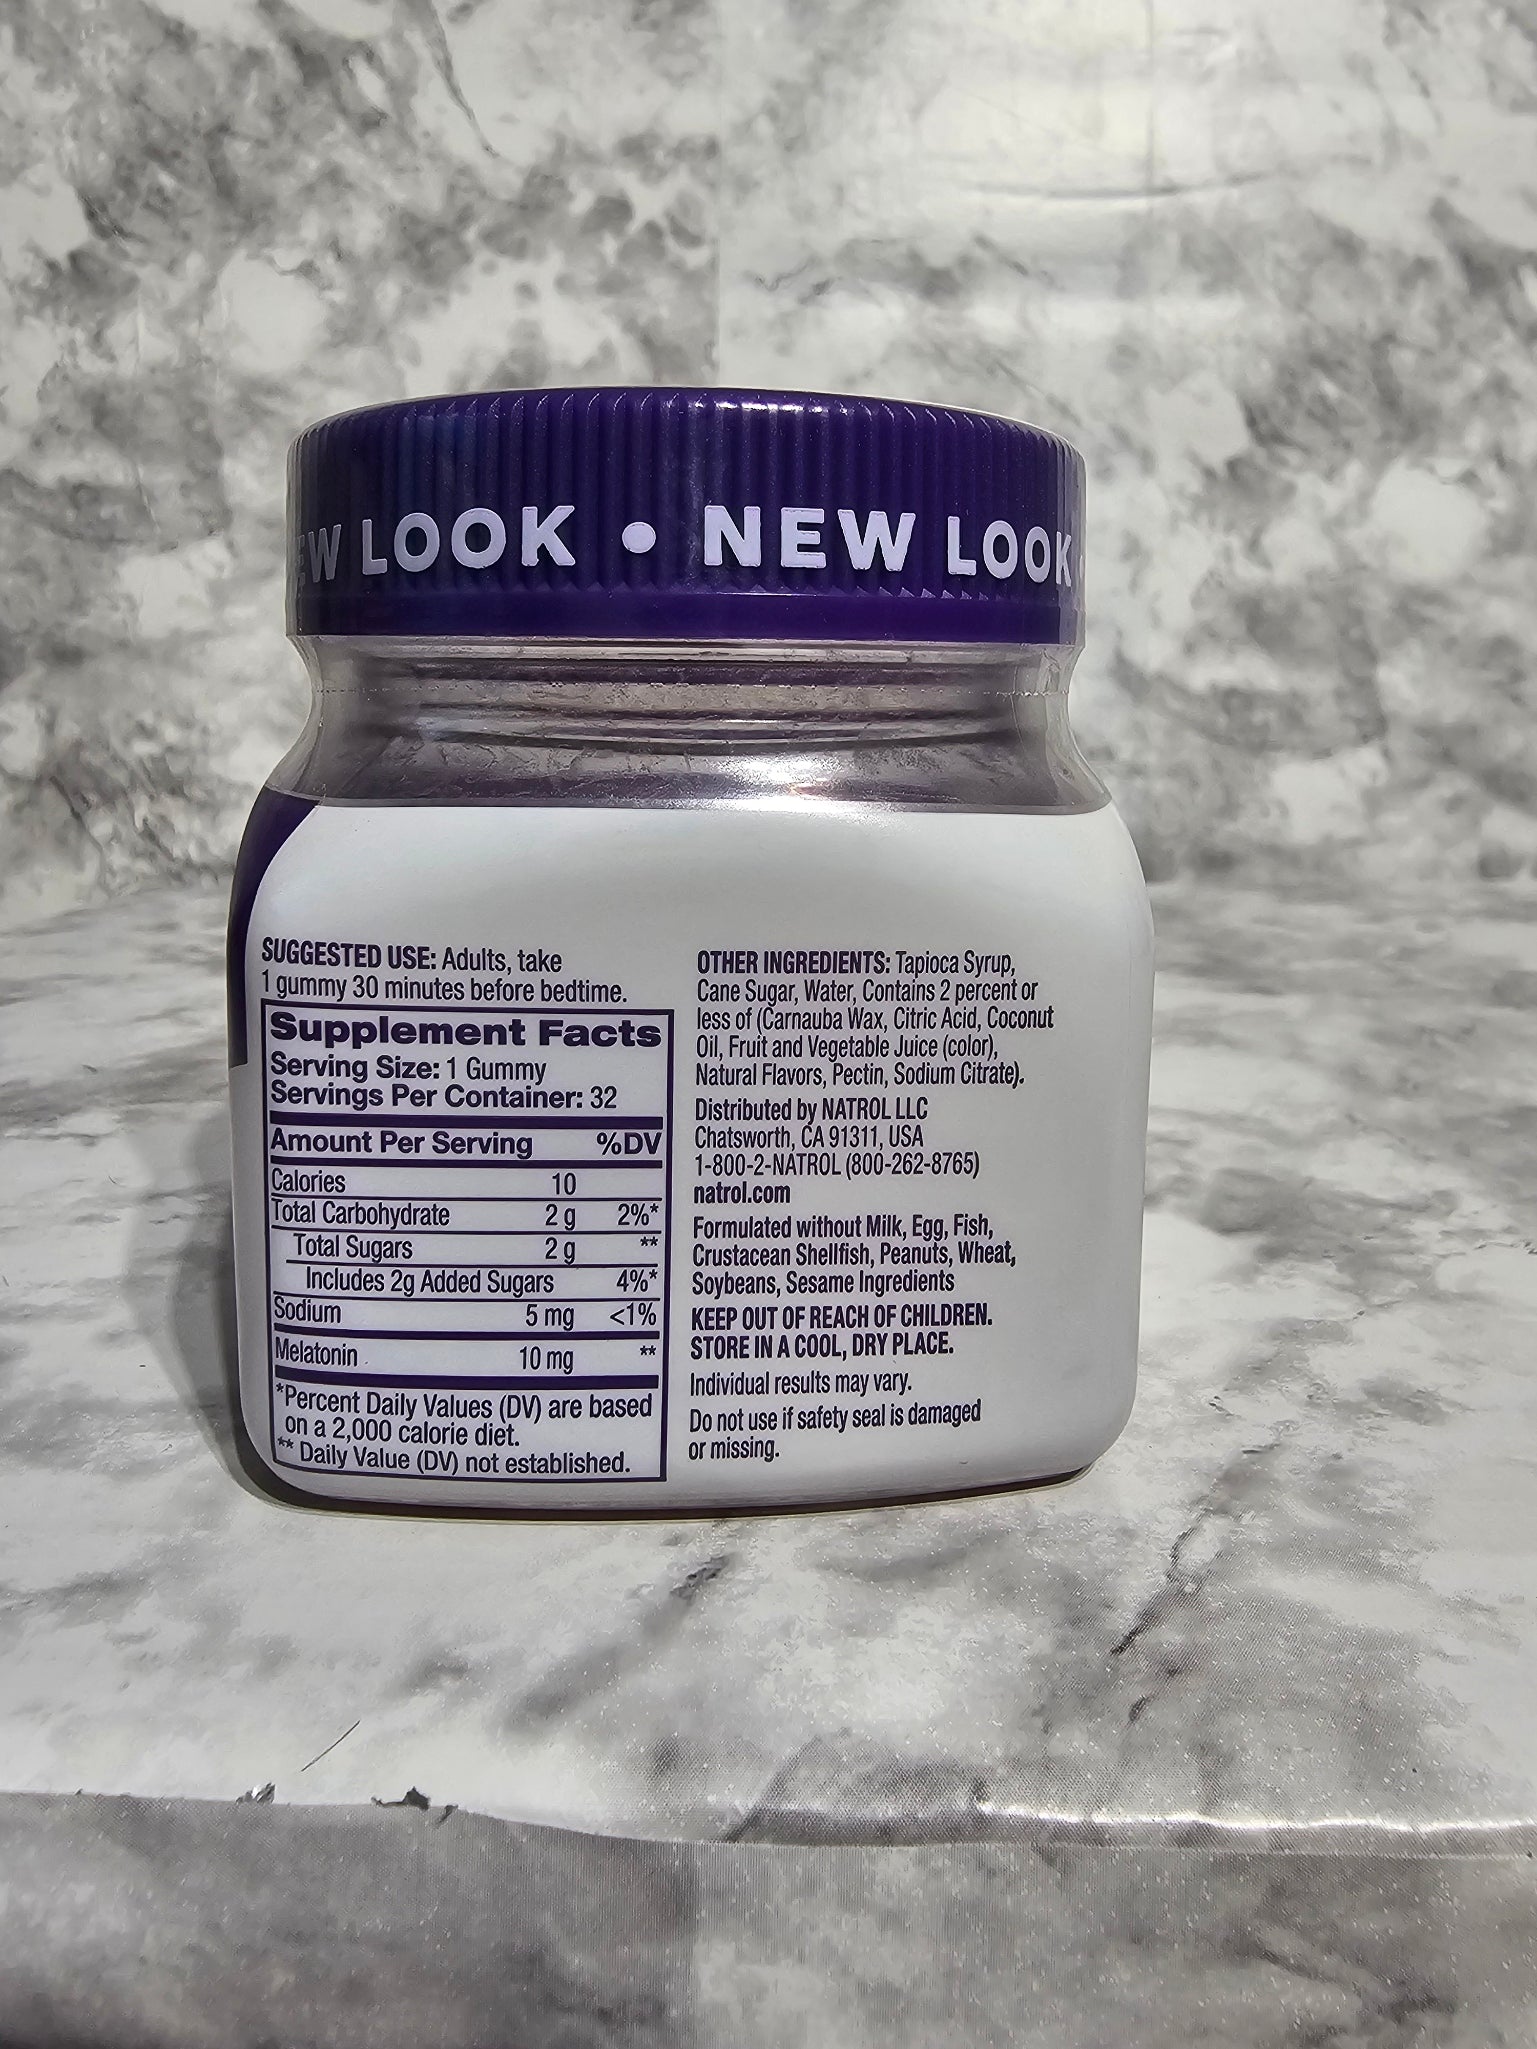 EW LOOK • NEW LOOK
SUGGESTED USE: Adults, take
1 gummy 30 minutes before bedtime.
Supplement Facts
Serving Size: 1 Gummy
Servings Per Container: 32
Amount Per Serving %DV
Calories 10
Total Carbohydrate 2 g 2%*
Total Sugars 2 g **
Includes 2g Added Sugars 4%*
Sodium 5 mg <1%
Melatonin 10 mg **
*Percent Daily Values (DV) are based
on a 2,000 calorie diet.
** Daily Value (DV) not established.
OTHER INGREDIENTS: Tapioca Syrup,
Cane Sugar, Water, Contains 2 percent or
less of (Carnauba Wax, Citric Acid, Coconut
Oil, Fruit and Vegetable Juice (color),
Natural Flavors, Pectin, Sodium Citrate).
Distributed by NATROL LLC
Chatsworth, CA 91311, USA
1-800-2-NATROL (800-262-8765)
natrol.com
Formulated without Milk, Egg, Fish,
Crustacean Shellfish, Peanuts, Wheat,
Soybeans, Sesame Ingredients
KEEP OUT OF REACH OF CHILDREN.
STORE IN A COOL, DRY PLACE.
Individual results may vary.
Do not use if safety seal is damaged
or missing.